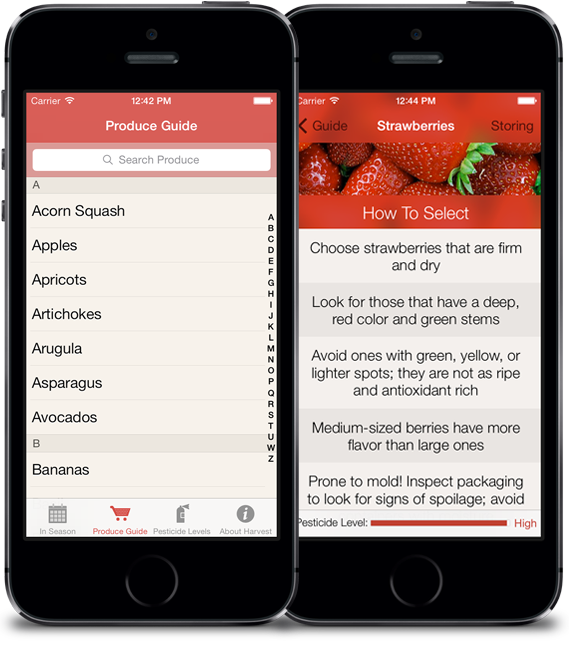 Carrier 12:42 PM
Produce Guide
Search Produce
A
Acorn Squash
Apples
Apricots
Artichokes
Arugula
Asparagus
Avocados
B
Bananas
A
B
C
D
E
F
G
H
I
J
K
L
M
N
O
P
Q
R
S
T
U
W
Z
In Season Produce Guide Pesticide Levels About Harvest
Carrier 12:44 PM
Guide Strawberries Storing
How To Select
Choose strawberries that are firm
and dry
Look for those that have a deep,
red color and green stems
Avoid ones with green, yellow, or
lighter spots; they are not as ripe
and antioxidant rich
Medium-sized berries have more
flavor than large ones
Prone to mold! Inspect packaging
to look for signs of spoilage; avoid
Pesticide Level: High